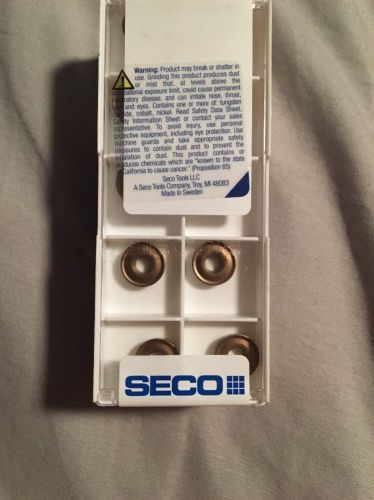 Warning: Product may break or shatter in
use. Grinding this product produces dust
or mist that, at levels above the
exposure limit, could cause permanent
respiratory disease, and can irritate nose, throat,
and eyes. Contains one or more of: tungsten
carbide, cobalt, nickel. Read Safety Data Sheet,
Safety Information Sheet or contact your sales
representative. To avoid injury, use personal
protective equipment, including eye protection. Use
machine guards and take appropriate safety
measures to contain dust and to prevent the
inhalation of dust. This product contains or
produces chemicals which are "known to the state
of California to cause cancer." (Proposition 65)
Seco Tools LLC
A Seco Tools Company, Troy, MI 48083
Made in Sweden
SECO